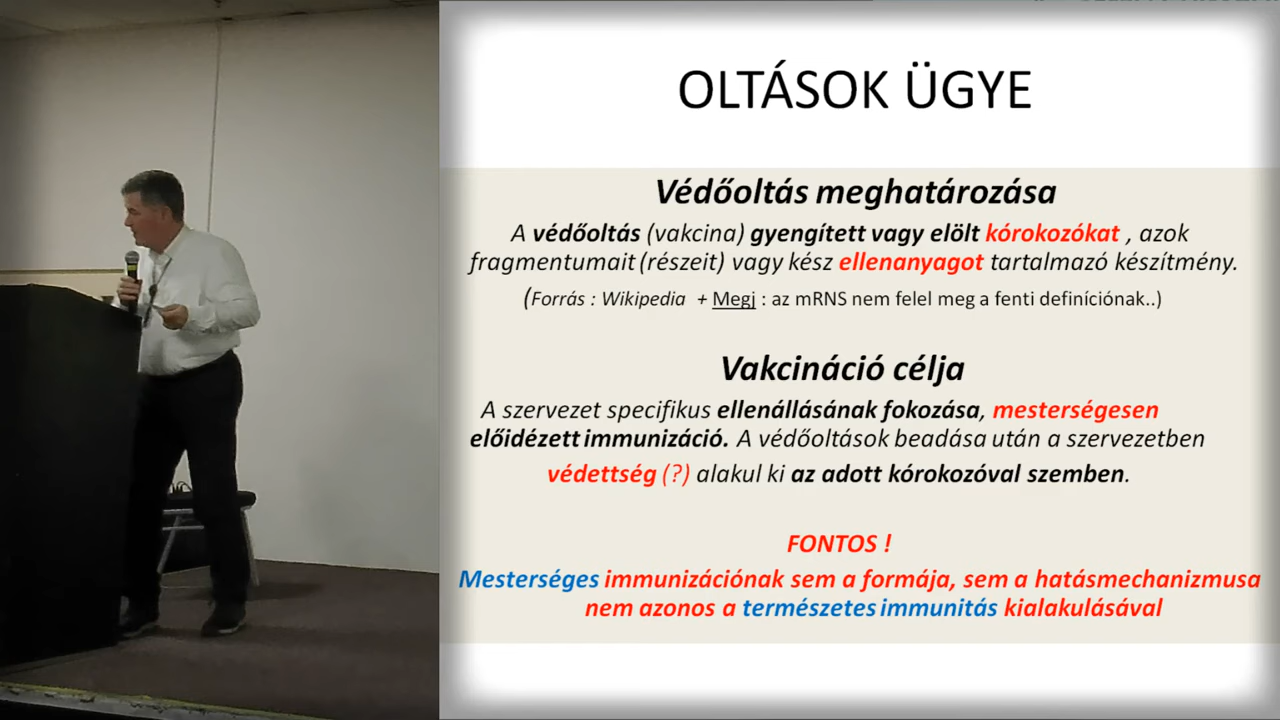 OLTÁSOK ÜGYE
Védőoltás meghatározása
A védőoltás (vakcina) gyengített vagy elölt kórokozókat , azok
fragmentumait (részeit) vagy kész ellenanyagot tartalmazó készítmény.
(Forrás : Wikipedia + Megj : az mRNS nem felel meg a fenti definíciónak..)
Vakcináció célja
A szervezet specifikus ellenállásának fokozása, mesterségesen
előidézett immunizáció. A védőoltások beadása után a szervezetben
védettség (?) alakul ki az adott kórokozóval szemben.
FONTOS !
Mesterséges immunizációnak sem a formája, sem a hatásmechanizmusa
nem azonos a természetes immunitás kialakulásával